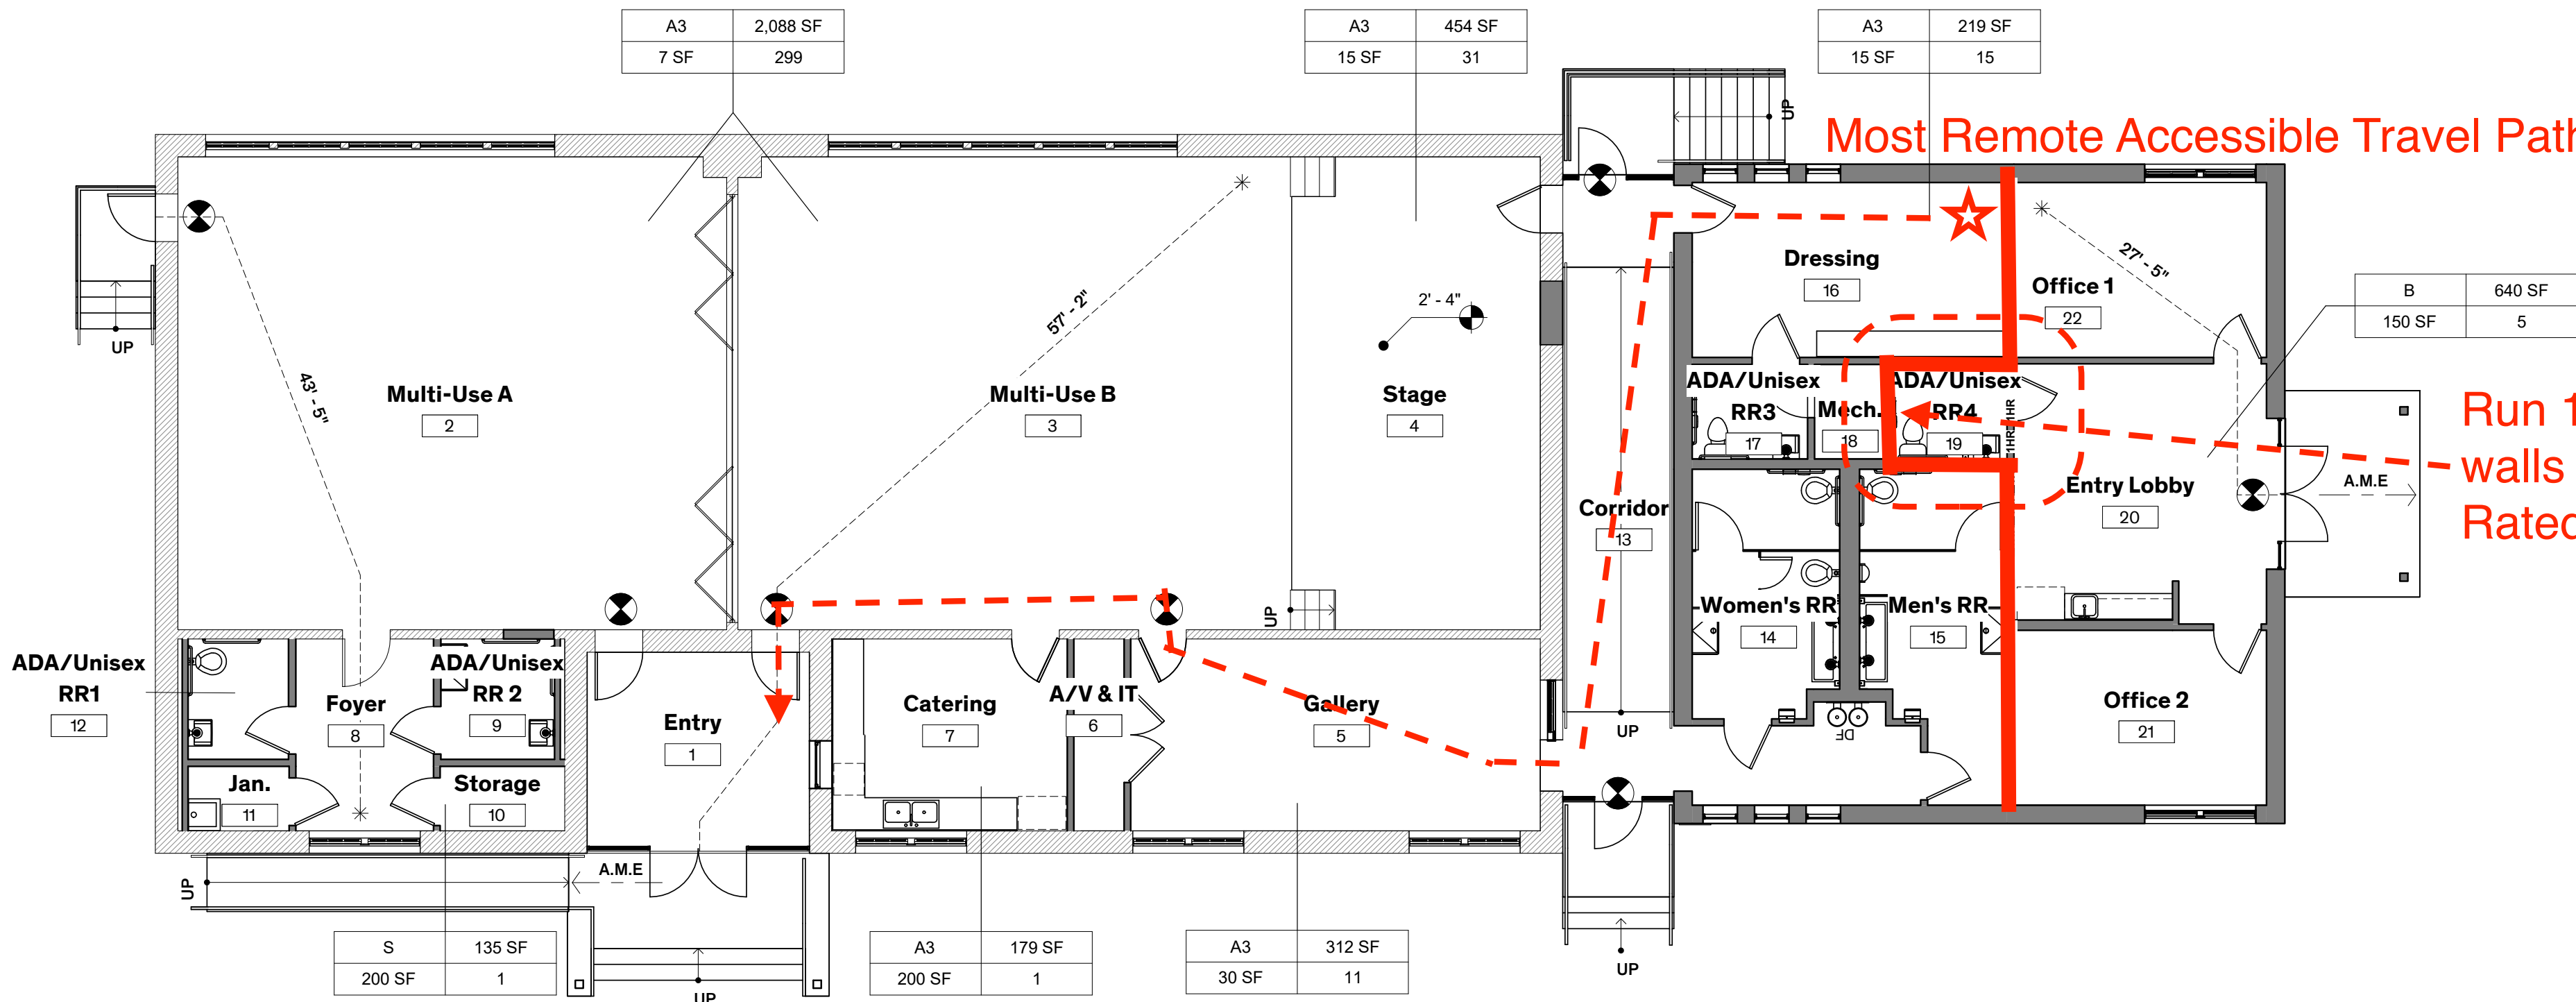 A3 2,088 SF
7 SF 299
A3 454 SF
15 SF 31
A3 219 SF
15 SF 15
UP
Most Remote Accessible Travel Path
27' - 5"
Dressing
16
Office 1
22
B 640 SF
150 SF 5
2' - 4"
57' - 2"
43' - 5"
UP
Multi-Use A
2
Multi-Use B
3
Stage
4
ADA/Unisex
RR3
17
Mech.
18
ADA/Unisex
RR4
19
1HR
1HR
Run 1
walls
Rated
Entry Lobby
20
A.M.E
Corridor
13
Women's RR
14
Men's RR
15
UP
ADA/Unisex
RR1
12
Foyer
8
ADA/Unisex
RR 2
9
Entry
1
Catering
7
A/V & IT
6
Gallery
5
UP
DF
Office 2
21
Jan.
11
Storage
10
UP
A.M.E
S 135 SF
200 SF 1
UP
A3 179 SF
200 SF 1
A3 312 SF
30 SF 11
UP